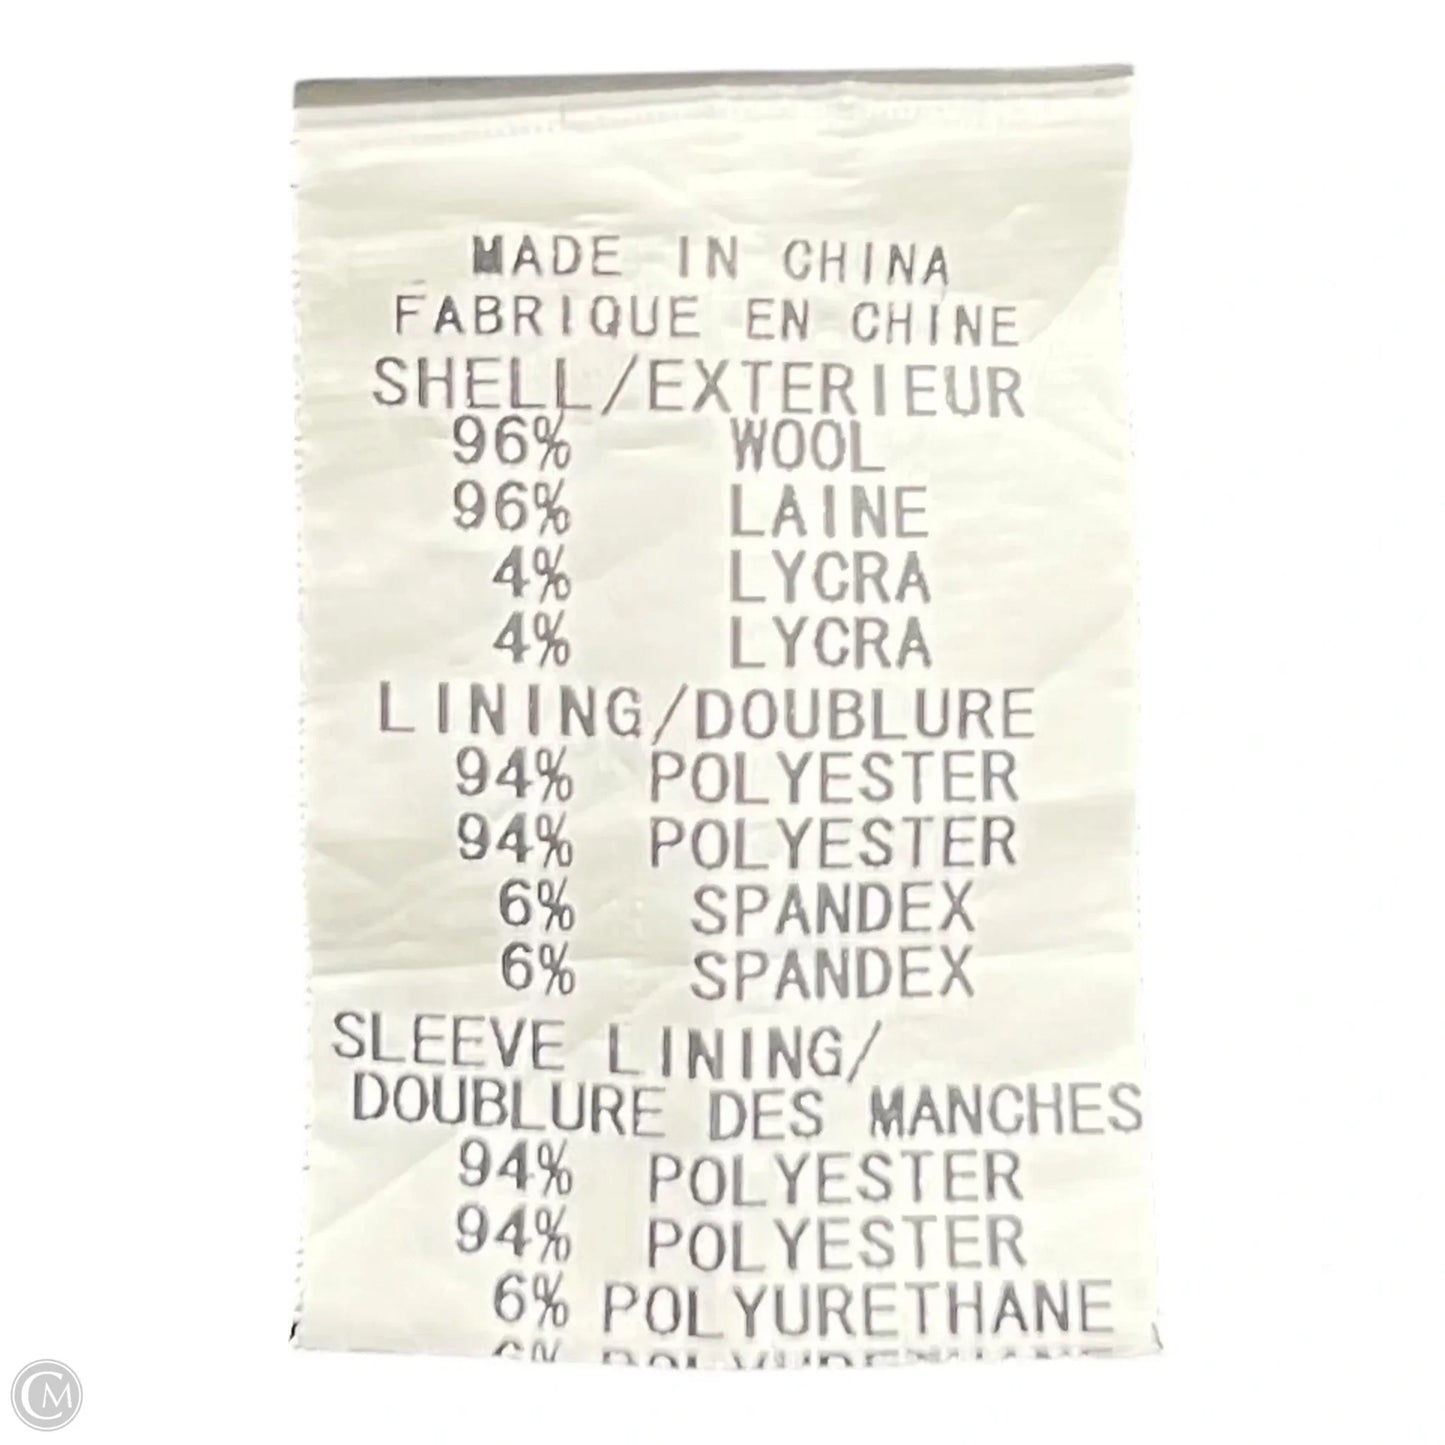 MADE IN CHINA
FABRIQUE EN CHINE
SHELL/EXTERIEUR
96% WOOL
96% LAINE
4% LYCRA
4% LYCRA
LINING/DOUBLURE
94% POLYESTER
94% POLYESTER
6% SPANDEX
6% SPANDEX
SLEEVE LINING/
DOUBLURE DES MANCHES
94% POLYESTER
94% POLYESTER
6% POLYURETHANE
CM